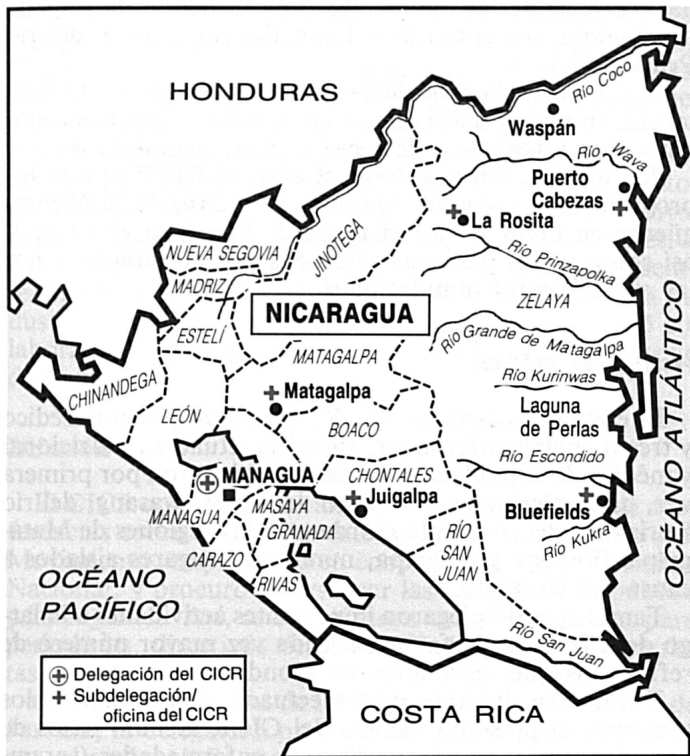 HONDURAS
Río Coco
Waspán
Río Wava
Puerto
Cabezas
La Rosita
Río Prinzapolka
NUEVA SEGOVIA
JINOTEGA
MADRIZ
ZELAYA
NICARAGUA
ESTELÍ
Río Grande de Matagalpa
MATAGALPA
CHINANDEGA
Río Kurinwas
Matagalpa
LEÓN
Laguna
de Perlas
BOACO
Río Escondido
OCÉANO ATLÁNTICO
MANAGUA
CHONTALES
MASAYA
Juigalpa
Bluefields
MANAGUA
GRANADA
RÍO
SAN
JUAN
Río Kukra
CARAZO
RIVAS
OCÉANO
PACÍFICO
Río San Juan
Delegación del CICR
Subdelegación/
oficina del CICR
COSTA RICA